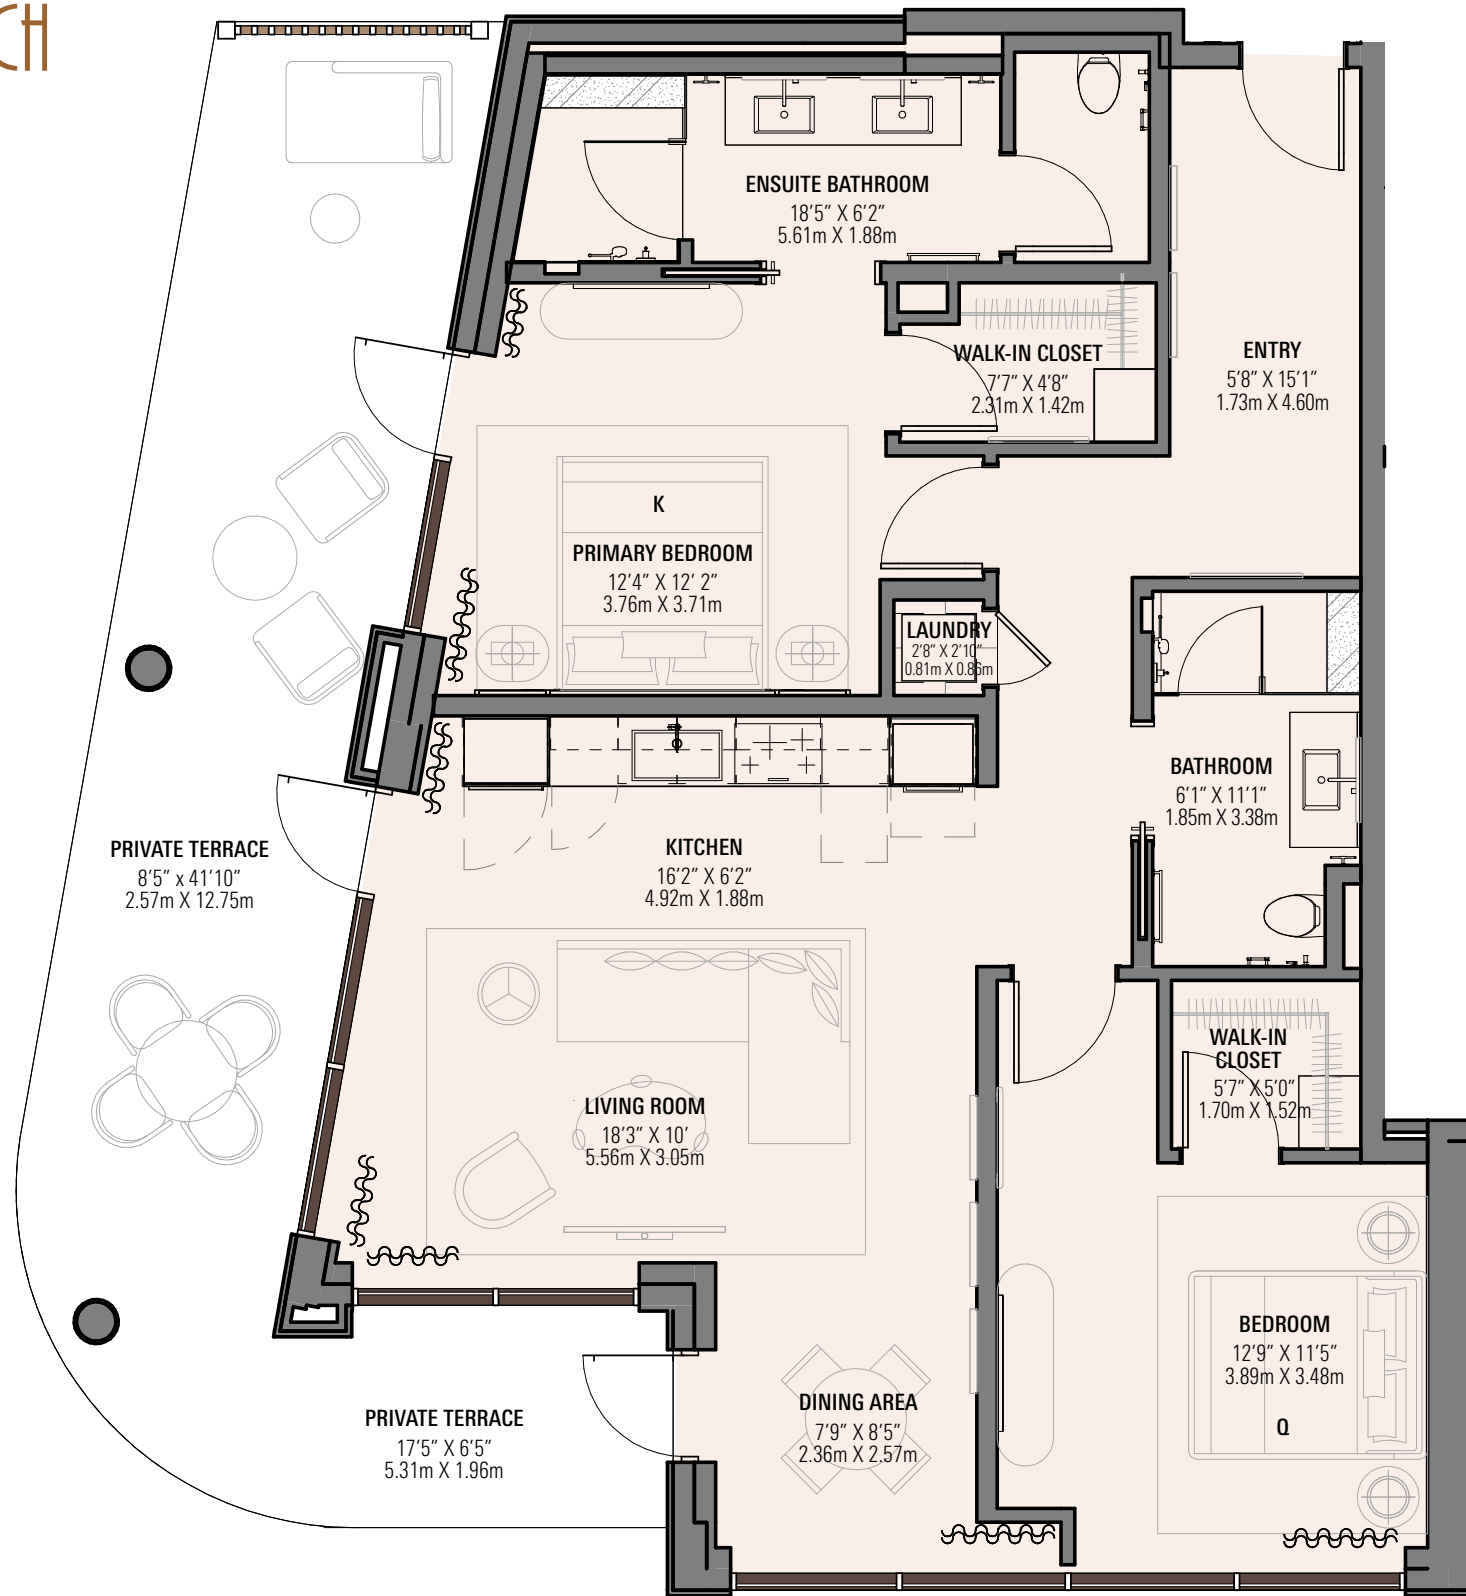 CH
ENSUITE BATHROOM
18'5" X 6'2"
5.61m X 1.88m
WALK-IN CLOSET
7'7" X 4'8"
2.31m X 1.42m
ENTRY
5'8" X 15'1"
1.73m X 4.60m
K
PRIMARY BEDROOM
12'4" X 12' 2"
3.76m X 3.71m
LAUNDRY
2'8" X 2'10"
0.81m X 0.86m
BATHROOM
6'1" X 11'1"
1.85m X 3.38m
PRIVATE TERRACE
8'5" x 41'10"
2.57m X 12.75m
KITCHEN
16'2" X 6'2"
4.92m X 1.88m
WALK-IN
CLOSET
5'7" X 5'0"
1.70m X 1.52m
LIVING ROOM
18'3" X 10'
5.56m X 3.05m
BEDROOM
12'9" X 11'5"
3.89m X 3.48m
Q
DINING AREA
7'9" X 8'5"
2.36m X 2.57m
PRIVATE TERRACE
17'5" X 6'5"
5.31m X 1.96m